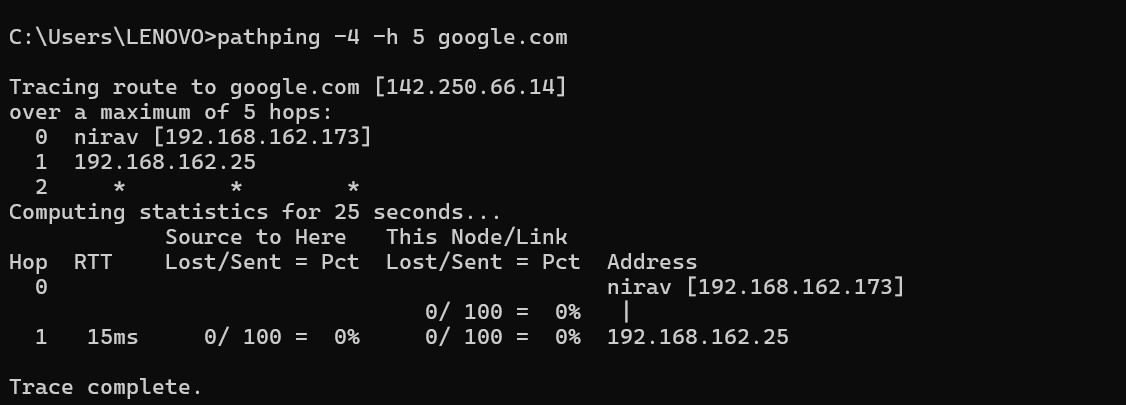 C:\Users\LENOVO>pathping -4 -h 5 google.com
Tracing route to google.com [142.250.66.14]
over a maximum of 5 hops:
  0  nirav [192.168.162.173]
  1  192.168.162.25
  2     *        *        *
Computing statistics for 25 seconds...
            Source to Here   This Node/Link
Hop  RTT    Lost/Sent = Pct  Lost/Sent = Pct  Address
  0                                           nirav [192.168.162.173]
                                0/ 100 =  0%   |
  1   15ms     0/ 100 =  0%     0/ 100 =  0%  192.168.162.25
Trace complete.